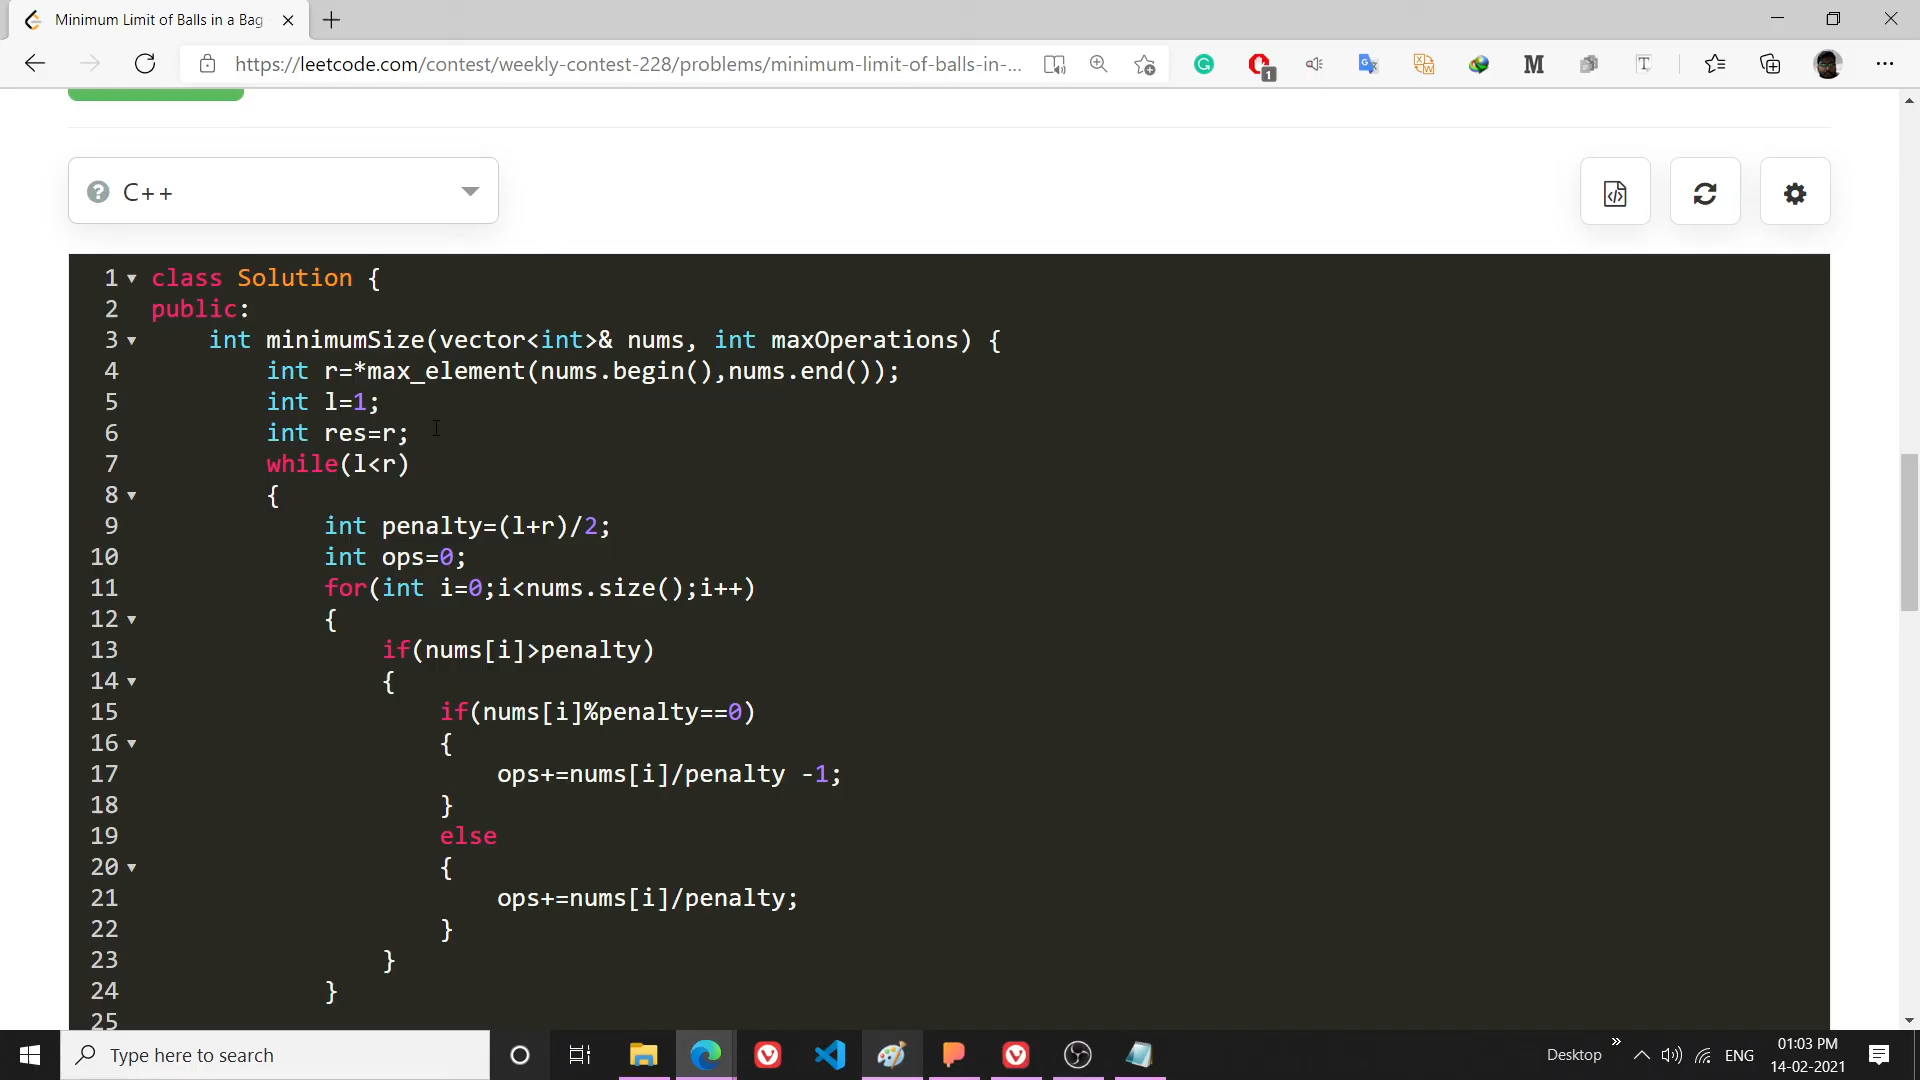 Minimum Limit of Balls in a Bag
https://leetcode.com/contest/weekly-contest-228/problems/minimum-limit-of-balls-in-...
1
M
T
C++
1 class Solution {
2 public:
3 int minimumSize(vector<int>& nums, int maxOperations) {
4 int r=*max_element(nums.begin(),nums.end());
5 int l=1;
6 int res=r;
7 while(l<r)
8 {
9 int penalty=(l+r)/2;
10 int ops=0;
11 for(int i=0;i<nums.size();i++)
12 {
13 if(nums[i]>penalty)
14 {
15 if(nums[i]%penalty==0)
16 {
17 ops+=nums[i]/penalty -1;
18 }
19 else
20 {
21 ops+=nums[i]/penalty;
22 }
23 }
24 }
25
Type here to search
Desktop
ENG
01:03 PM
14-02-2021